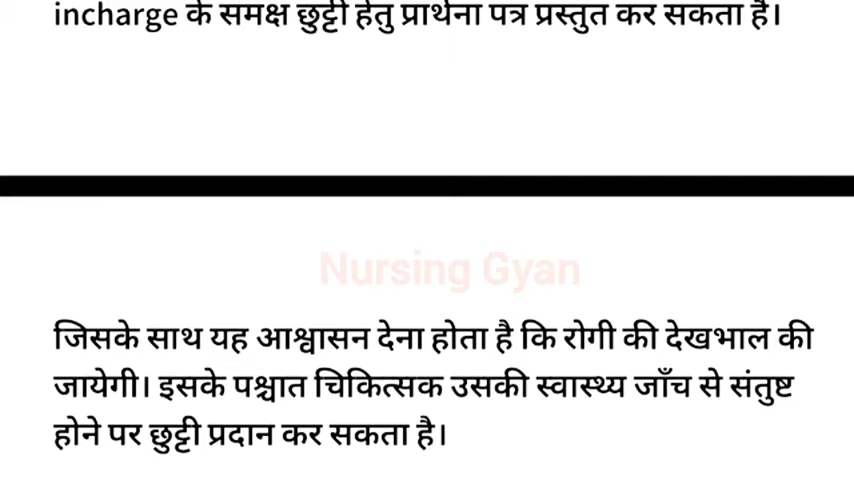 incharge के समक्ष छुट्टी हेतु प्रार्थना पत्र प्रस्तुत कर सकता है।
Nursing Gyan
जिसके साथ यह आश्वासन देना होता है कि रोगी की देखभाल की
जायेगी। इसके पश्चात चिकित्सक उसकी स्वास्थ्य जाँच से संतुष्ट
होने पर छुट्टी प्रदान कर सकता है।